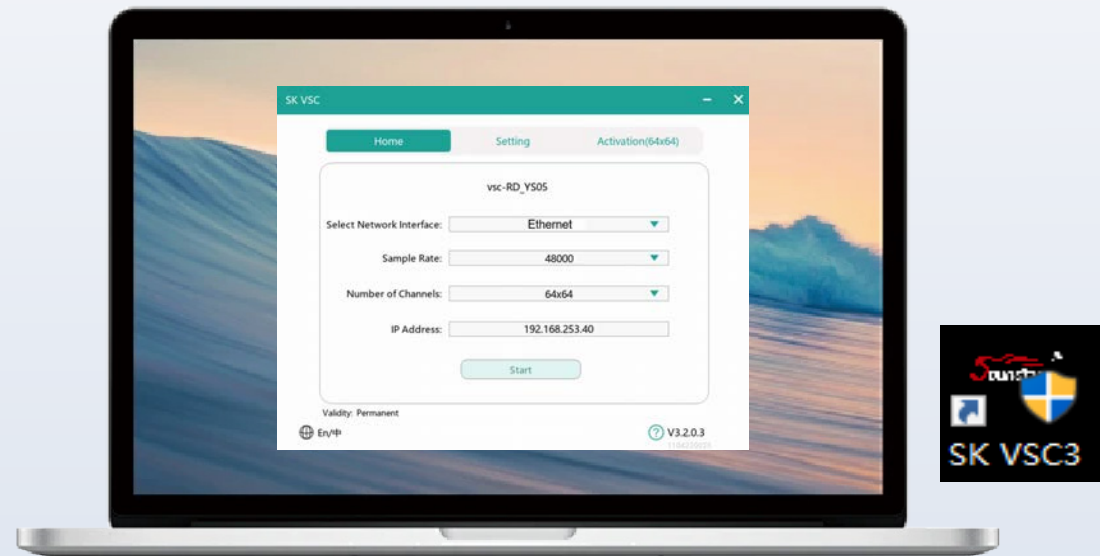 SK VSC
Home Setting Activation(64x64)
vsc-RD_YS05
Select Network Interface: Ethernet
Sample Rate: 48000
Number of Channels: 64x64
IP Address: 192.168.253.40
Start
Validity: Permanent
En/中 ? V3.2.0.3
SK VSC3